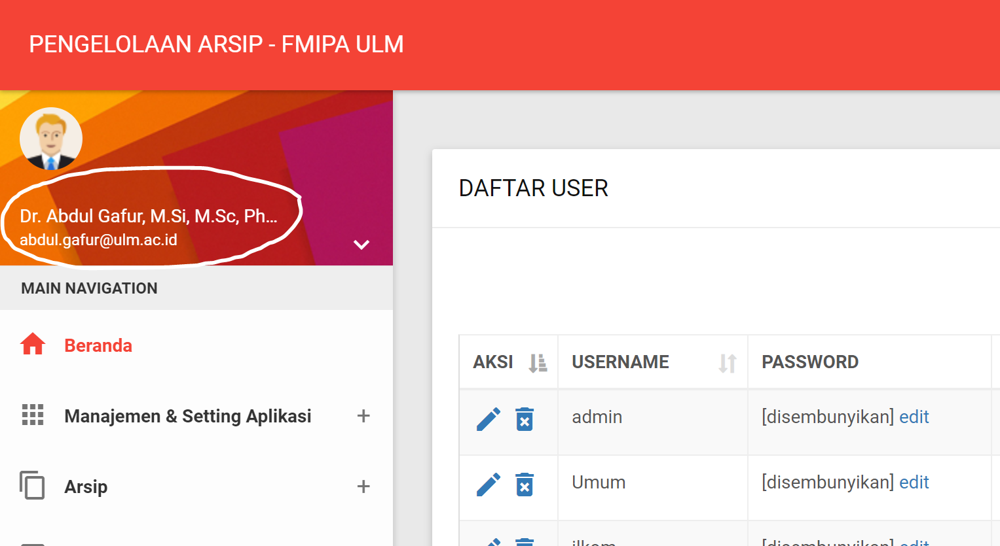 PENGELOLAAN ARSIP - FMIPA ULM
Dr. Abdul Gafur, M.Si, M.Sc, Ph...
abdul.gafur@ulm.ac.id
MAIN NAVIGATION
Beranda
Manajemen & Setting Aplikasi +
Arsip +
DAFTAR USER
AKSI USERNAME PASSWORD
admin [disembunyikan] edit
Umum [disembunyikan] edit
ilkom [disembunyikan] edit